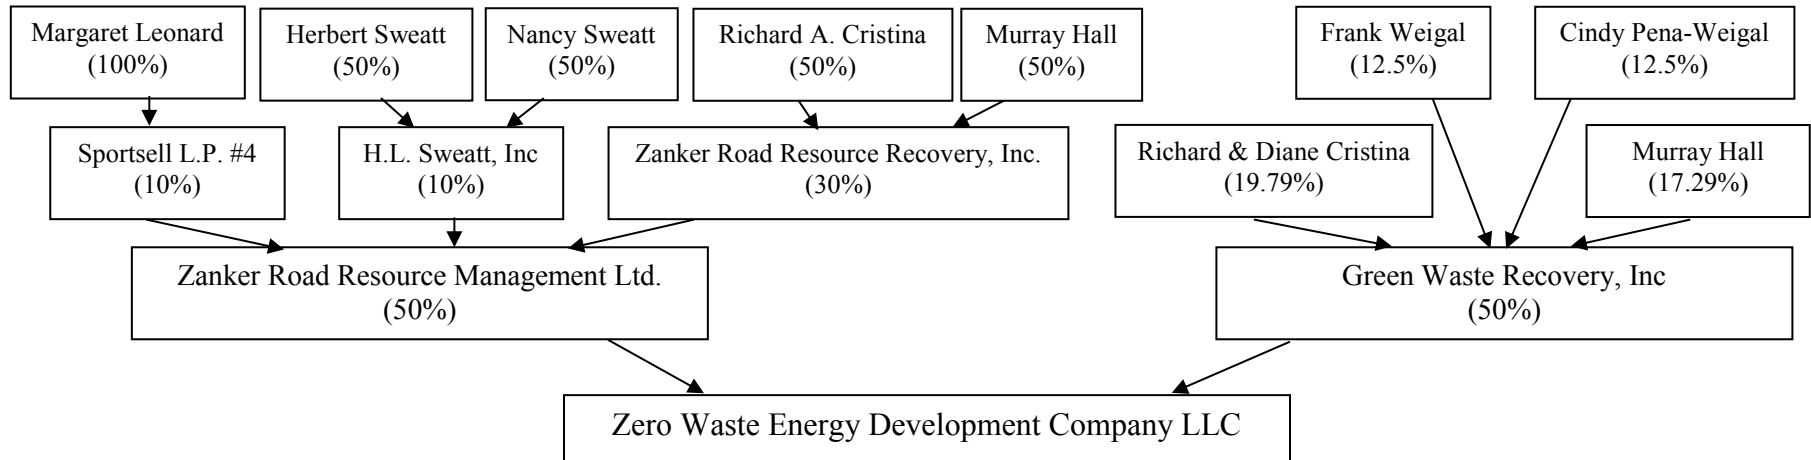 Margaret Leonard
(100%)
Herbert Sweatt
(50%)
Nancy Sweatt
(50%)
Richard A. Cristina
(50%)
Murray Hall
(50%)
Frank Weigal
(12.5%)
Cindy Pena-Weigal
(12.5%)
Sportsell L.P. #4
(10%)
H.L. Sweatt, Inc
(10%)
Zanker Road Resource Recovery, Inc.
(30%)
Richard & Diane Cristina
(19.79%)
Murray Hall
(17.29%)
Zanker Road Resource Management Ltd.
(50%)
Green Waste Recovery, Inc
(50%)
Zero Waste Energy Development Company LLC